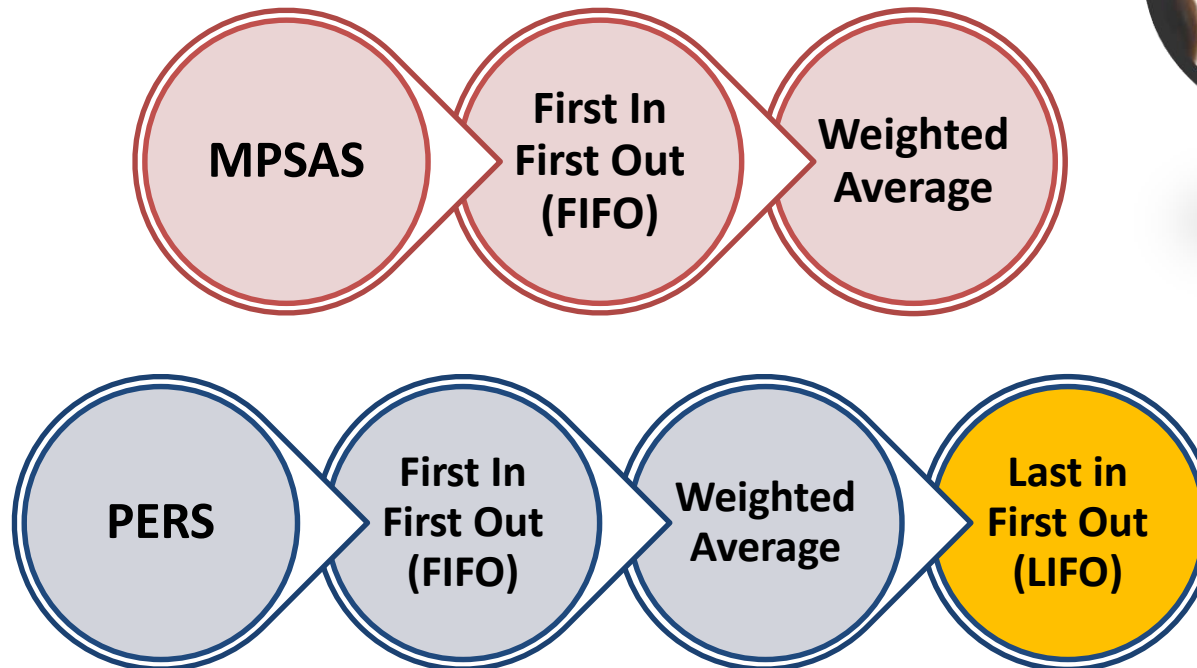 MPSAS
First In
First Out
(FIFO)
Weighted
Average
PERS
First In
First Out
(FIFO)
Weighted
Average
Last in
First Out
(LIFO)